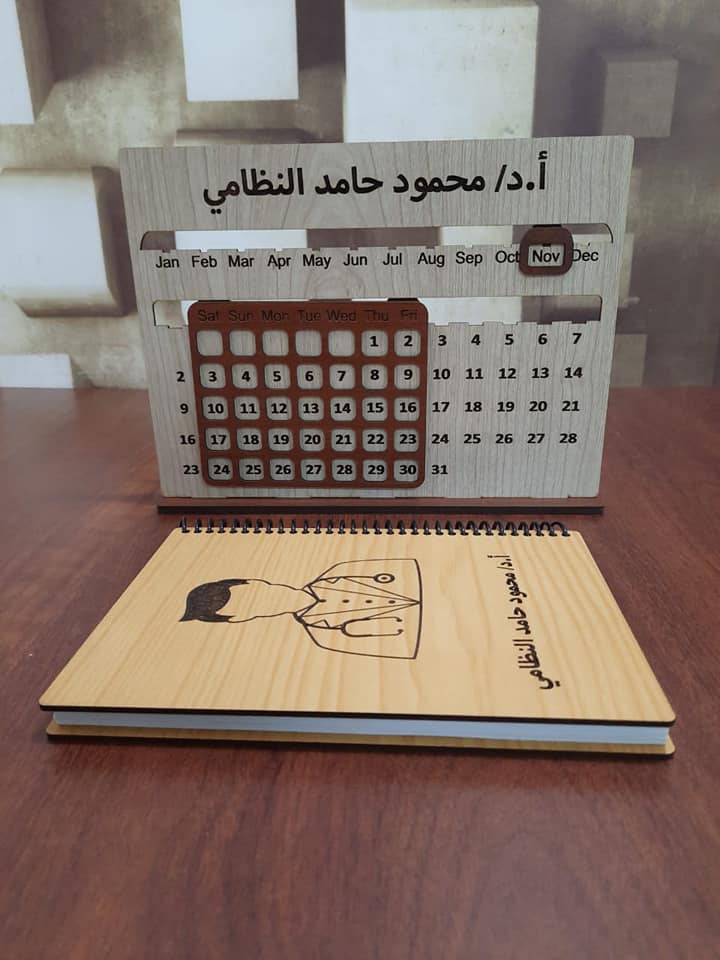 أ.د/ محمود حامد النظامي
Jan Feb Mar Apr May Jun Jul Aug Sep Oct Nov Dec
Sat Sun Mon Tue Wed Thu Fri
1 2 3 4 5 6 7
2 3 4 5 6 7 8 9 10 11 12 13 14
9 10 11 12 13 14 15 16 17 18 19 20 21
16 17 18 19 20 21 22 23 24 25 26 27 28
23 24 25 26 27 28 29 30 31
أ.د/ محمود حامد النظامي